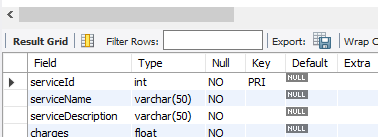 Result Grid Filter Rows: Export: Wrap C
Field Type Null Key Default Extra
serviceId int NO PRI NULL
serviceName varchar(50) NO NULL
serviceDescription varchar(50) NO NULL
charges float NO NULL